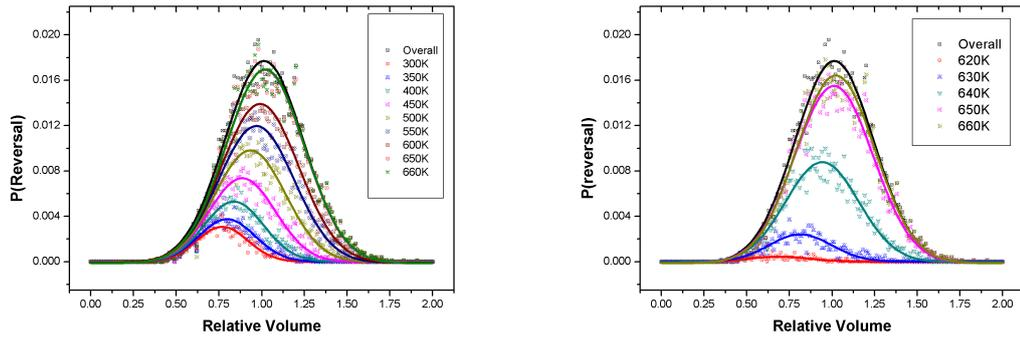 P(Reversal)
0.020
0.016
0.012
0.008
0.004
0.000
0.00 0.25 0.50 0.75 1.00 1.25 1.50 1.75 2.00
Relative Volume
Overall
300K
350K
400K
450K
500K
550K
600K
650K
660K
P(reversal)
0.020
0.016
0.012
0.008
0.004
0.000
0.00 0.25 0.50 0.75 1.00 1.25 1.50 1.75 2.00
Relative Volume
Overall
620K
630K
640K
650K
660K